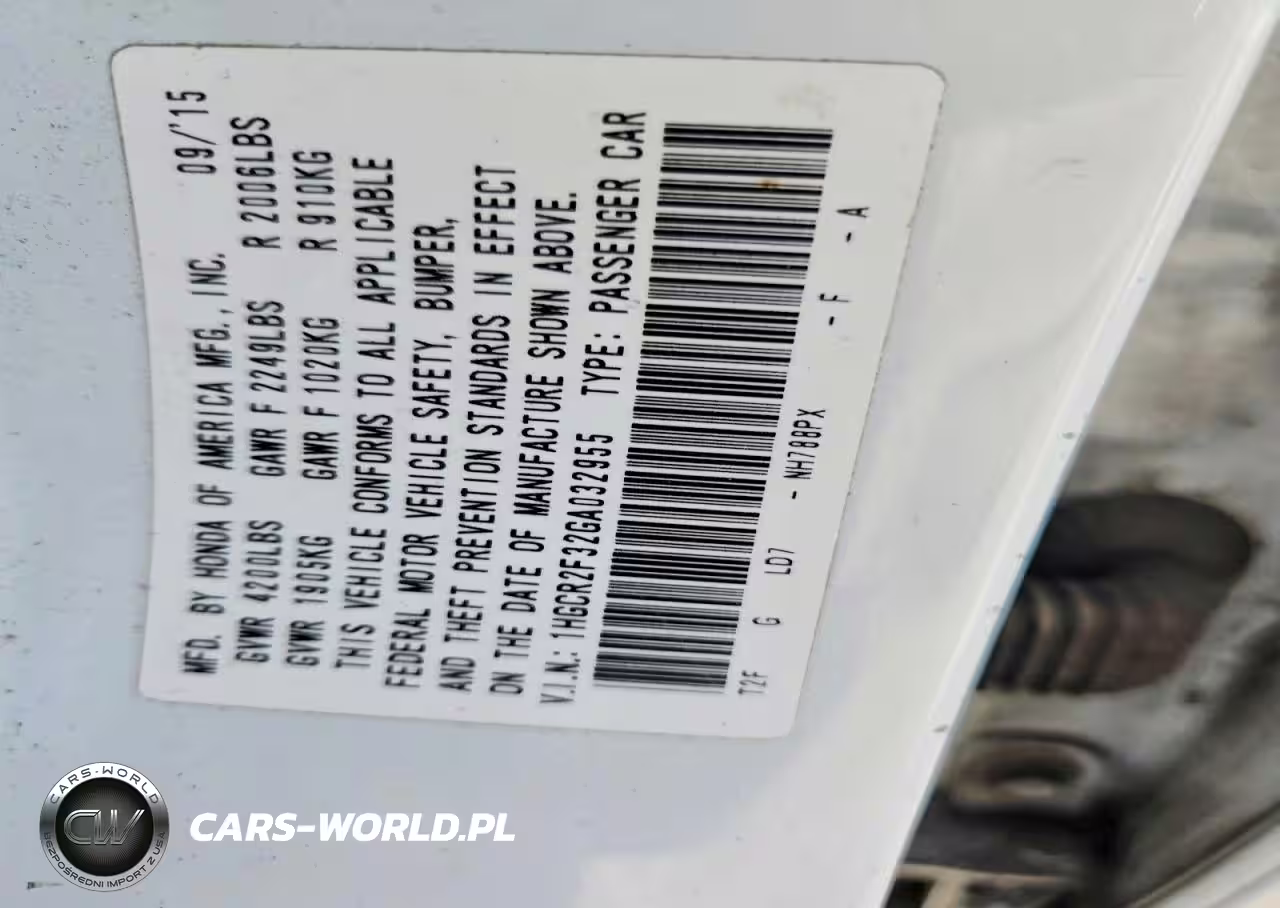 MFD. BY HONDA OF AMERICA MFG., INC. 09/'15
GVWR 4200LBS GAWR F 2249LBS R 2006LBS
GVWR 1905KG GAWR F 1020KG R 910KG
THIS VEHICLE CONFORMS TO ALL APPLICABLE
FEDERAL MOTOR VEHICLE SAFETY, BUMPER,
AND THEFT PREVENTION STANDARDS IN EFFECT
ON THE DATE OF MANUFACTURE SHOWN ABOVE.
V.I.N.: 1HGCR2F32GA032955 TYPE: PASSENGER CAR
T2F G LD7 - NH788PX - F - A
CARS-WORLD
CW
BEZPOŚREDNI IMPORT Z USA
CARS-WORLD.PL